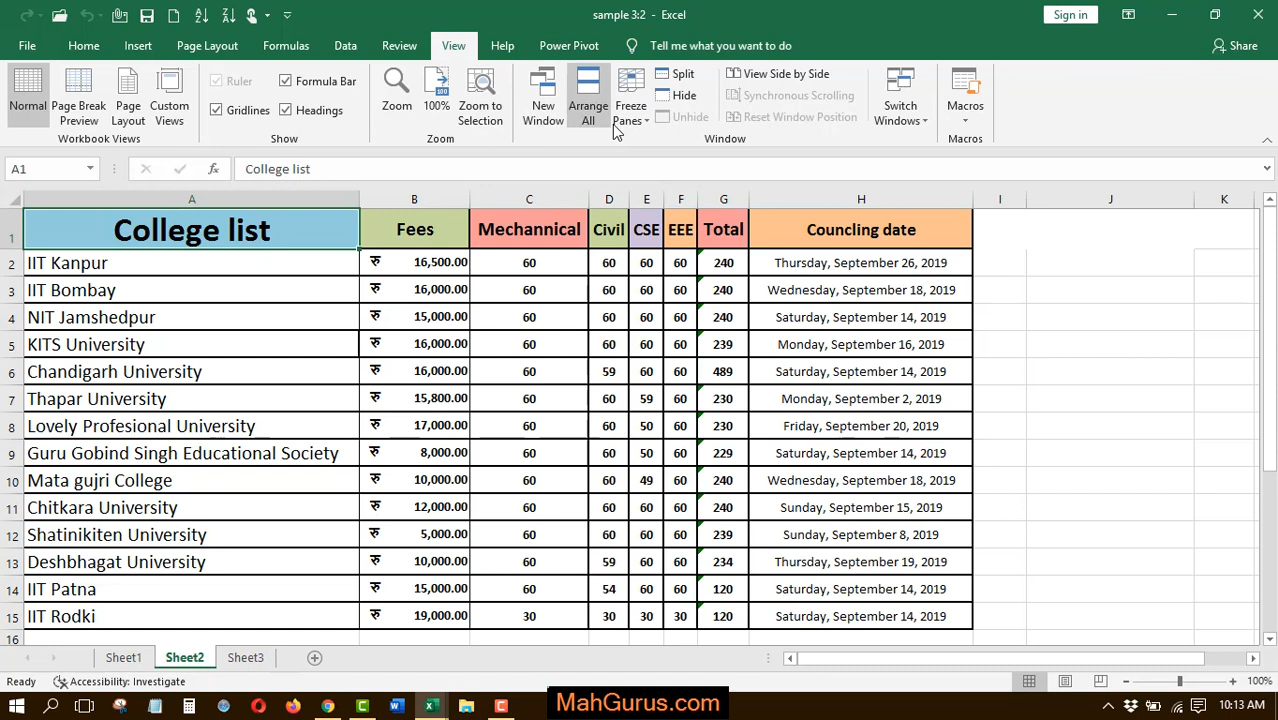 sample 3:2 - Excel
Sign in
File Home Insert Page Layout Formulas Data Review View Help Power Pivot Tell me what you want to do Share
Normal
Page Break Preview
Page Layout
Custom Views
Workbook Views
Ruler
Formula Bar
Gridlines
Headings
Show
Zoom
100%
Zoom to Selection
Zoom
New Window
Arrange All
Freeze Panes
Split
Hide
Unhide
View Side by Side
Synchronous Scrolling
Reset Window Position
Window
Switch Windows
Macros
Macros
A1 fx College list
A B C D E F G H I J K
1 College list Fees Mechannical Civil CSE EEE Total Councling date
2 IIT Kanpur रु 16,500.00 60 60 60 60 240 Thursday, September 26, 2019
3 IIT Bombay रु 16,000.00 60 60 60 60 240 Wednesday, September 18, 2019
4 NIT Jamshedpur रु 15,000.00 60 60 60 60 240 Saturday, September 14, 2019
5 KITS University रु 16,000.00 60 60 60 60 239 Monday, September 16, 2019
6 Chandigarh University रु 16,000.00 60 59 60 60 489 Saturday, September 14, 2019
7 Thapar University रु 15,800.00 60 60 59 60 230 Monday, September 2, 2019
8 Lovely Profesional University रु 17,000.00 60 60 50 60 230 Friday, September 20, 2019
9 Guru Gobind Singh Educational Society रु 8,000.00 60 60 50 60 229 Saturday, September 14, 2019
10 Mata gujri College रु 10,000.00 60 60 49 60 240 Wednesday, September 18, 2019
11 Chitkara University रु 12,000.00 60 60 60 60 240 Sunday, September 15, 2019
12 Shatinikiten University रु 5,000.00 60 60 60 60 239 Sunday, September 8, 2019
13 Deshbhagat University रु 10,000.00 60 59 60 60 234 Thursday, September 19, 2019
14 IIT Patna रु 15,000.00 60 54 60 60 120 Saturday, September 14, 2019
15 IIT Rodki रु 19,000.00 30 30 30 30 120 Saturday, September 14, 2019
16
Sheet1 Sheet2 Sheet3
Ready Accessibility: Investigate 100%
MahGurus.com
10:13 AM